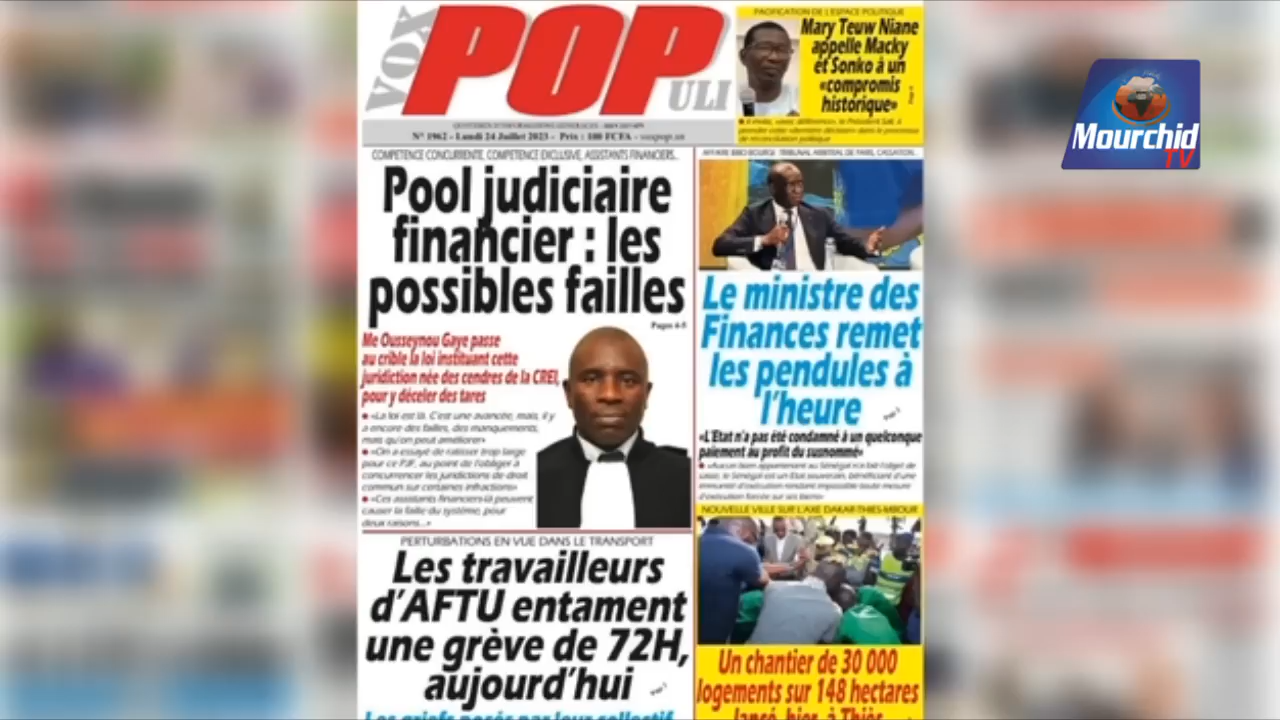 VOX
POP
ULI
N° 1962 - Lundi 24 Juillet 2023 - Prix : 100 FCFA - voxpop.sn
PACIFICATION DE L'ESPACE POLITIQUE
Mary Teuw Niane
appelle Macky
et Sonko à un
«compromis
historique»
Mourchid
TV
COMPETENCE CONCURRENTE, COMPETENCE EXCLUSIVE, ASSISTANTS FINANCIERS...
Pool judiciaire
financier : les
possibles failles
Pages 4-5
Me Ousseynou Gaye passe
au crible la loi instituant cette
juridiction née des cendres de la CREI,
pour y déceler des tares
«La loi est là. C'est une avancée, mais, il y
a encore des failles, des manquements,
mais qu'on peut améliorer»
«On a essayé de ratisser trop large
pour ce PJF, au point de l'obliger à
concurrencer les juridictions de droit
commun sur certaines infractions»
«Ces assistants financiers-là peuvent
causer la faille du système, pour
deux raisons...»
Le ministre des
Finances remet
les pendules à
l'heure
«L'Etat n'a pas été condamné à un quelconque
paiement au profit du susnommé»
PERTURBATIONS EN VUE DANS LE TRANSPORT
Les travailleurs
d'AFTU entament
une grève de 72H,
aujourd'hui
NOUVELLE VILLE SUR L'AXE DAKAR-THIES-MBOUR
Un chantier de 30 000
logements sur 148 hectares
lancé, hier, à Thiès